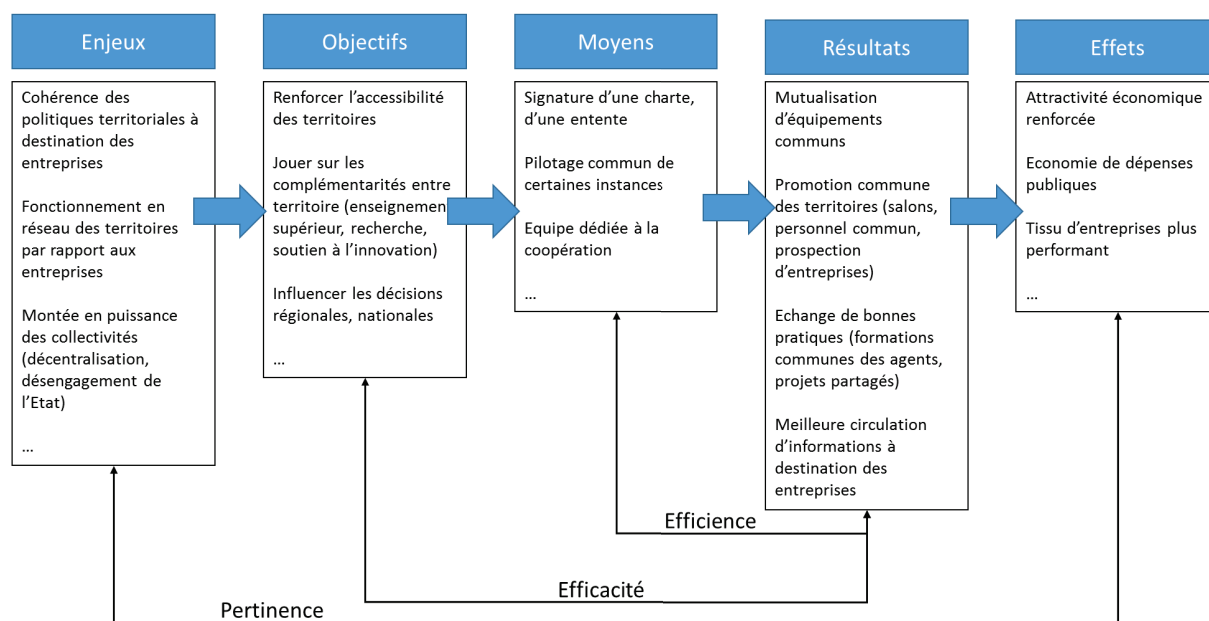 Enjeux
Objectifs
Moyens
Résultats
Effets
Cohérence des
politiques territoriales à
destination des
entreprises
Fonctionnement en
réseau des territoires
par rapport aux
entreprises
Montée en puissance
des collectivités
(décentralisation,
désengagement de
l’Etat)
...
Renforcer l’accessibilité
des territoires
Jouer sur les
complémentarités entre
territoire (enseignement
supérieur, recherche,
soutien à l’innovation)
Influencer les décisions
régionales, nationales
...
Signature d’une charte,
d’une entente
Pilotage commun de
certaines instances
Equipe dédiée à la
coopération
...
Mutualisation
d’équipements
communs
Promotion commune
des territoires (salons,
personnel commun,
prospection
d’entreprises)
Echange de bonnes
pratiques (formations
communes des agents,
projets partagés)
Meilleure circulation
d’informations à
destination des
entreprises
Attractivité économique
renforcée
Economie de dépenses
publiques
Tissu d’entreprises plus
performant
...
Efficience
Efficacité
Pertinence